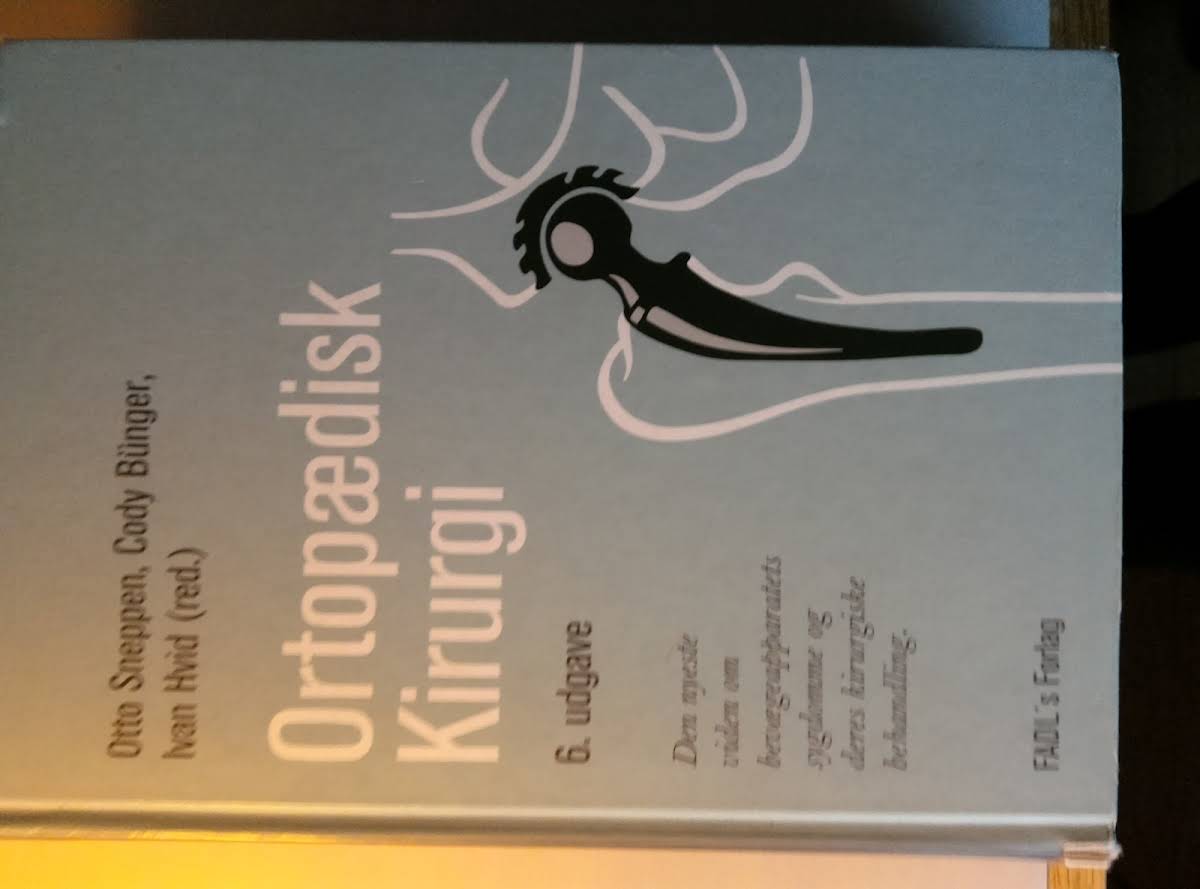 Otto Sneppen, Cody Bünger,
Ivan Hvid (red.)
Ortopædisk
Kirurgi
6. udgave
Den nyeste
viden om
bevægeapparatets
sygdomme og
deres kirurgiske
behandling.
FADL's Forlag